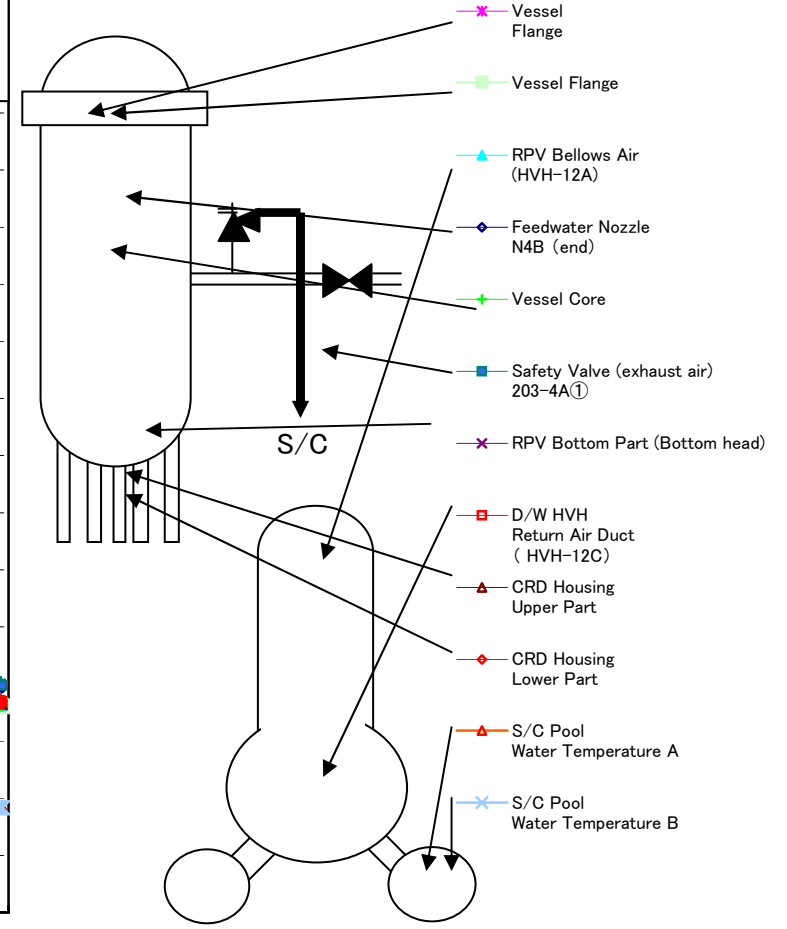 Vessel
Flange
Vessel Flange
RPV Bellows Air
(HVH-12A)
Feedwater Nozzle
N4B (end)
Vessel Core
Safety Valve (exhaust air)
203-4A①
S/C
RPV Bottom Part (Bottom head)
D/W HVH
Return Air Duct
( HVH-12C)
CRD Housing
Upper Part
CRD Housing
Lower Part
S/C Pool
Water Temperature A
S/C Pool
Water Temperature B